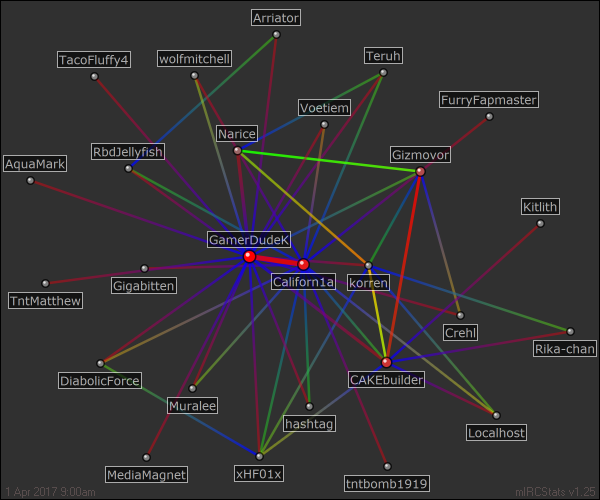 Arriator
TacoFluffy4
wolfmitchell
Teruh
Voetiem
FurryFapmaster
Narice
RbdJellyfish
Gizmovor
AquaMark
Kitlith
GamerDudeK
Californ1a
TntMatthew
Gigabitten
korren
Crehl
Rika-chan
DiabolicForce
CAKEbuilder
Muralee
hashtag
Localhost
MediaMagnet
xHF01x
tntbomb1919
1 Apr 2017 9:00am
mIRCStats v1.25